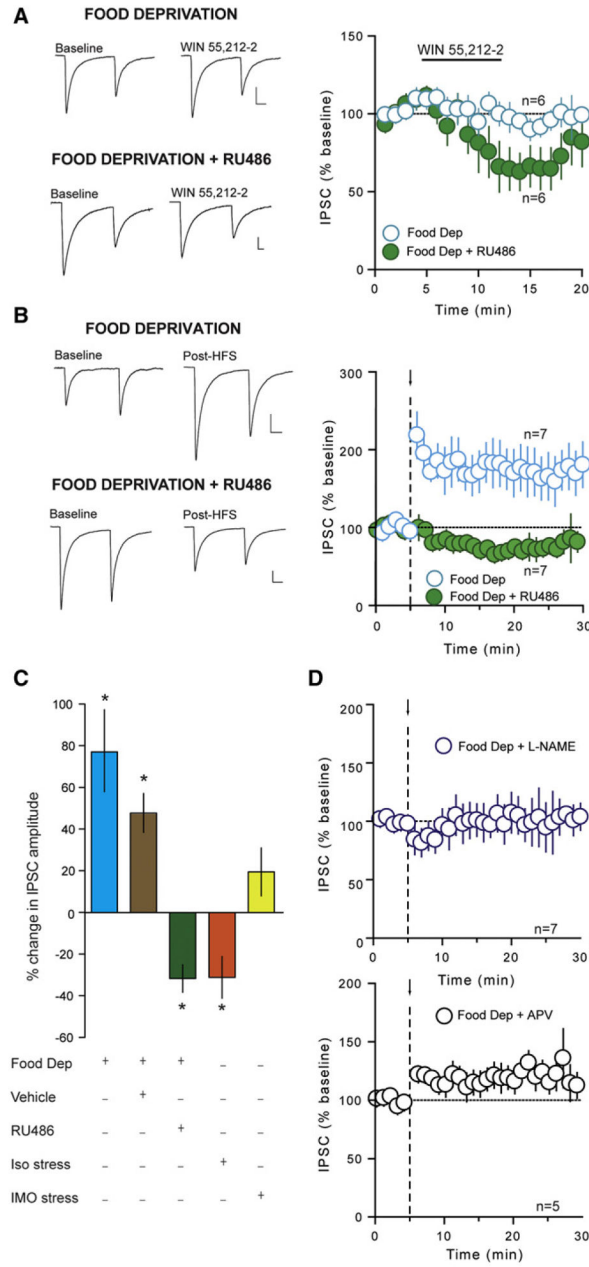 A
FOOD DEPRIVATION
Baseline
WIN 55,212-2
FOOD DEPRIVATION + RU486
Baseline
WIN 55,212-2
IPSC (% baseline)
150
100
50
0
WIN 55,212-2
n=6
n=6
Food Dep
Food Dep + RU486
0 5 10 15 20
Time (min)
B
FOOD DEPRIVATION
Baseline
Post-HFS
FOOD DEPRIVATION + RU486
Baseline
Post-HFS
IPSC (% baseline)
300
200
100
0
n=7
n=7
Food Dep
Food Dep + RU486
0 10 20 30
Time (min)
C
% change in IPSC amplitude
100
80
60
40
20
0
-20
-40
-60
*
*
*
*
Food Dep + + + – –
Vehicle – + – – –
RU486 – – + – –
Iso stress – – – + –
IMO stress – – – – +
D
IPSC (% baseline)
200
150
100
50
0
Food Dep + L-NAME
n=7
0 10 20 30
Time (min)
IPSC (% baseline)
200
150
100
50
0
Food Dep + APV
n=5
0 10 20 30
Time (min)